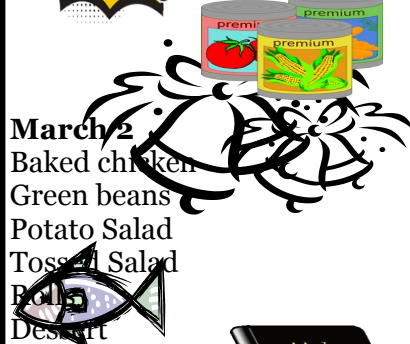 premium
premium
premium
March 2
Baked chicken
Green beans
Potato Salad
Tossed Salad
Rolls
Dessert